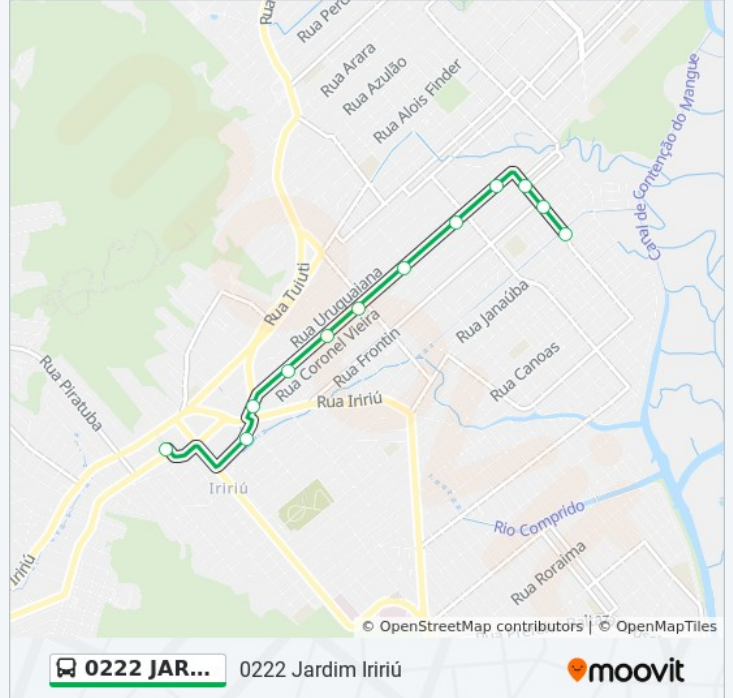 Rua
Rua
Rua Arara
Rua Azulão
Rua Alois Finder
Canal de Contenção do Mangue
Rua Tuiuti
Rua Uruguaiana
Rua Coronel Vieira
Rua Janaúba
Rua Frontin
Rua Canoas
Rua Piratuba
Rua Iririú
Iririú
Rio Comprido
Iririú
Rua Roraima
© OpenStreetMap contributors | © OpenMapTiles
0222 JAR...
0222 Jardim Iririú
moovit